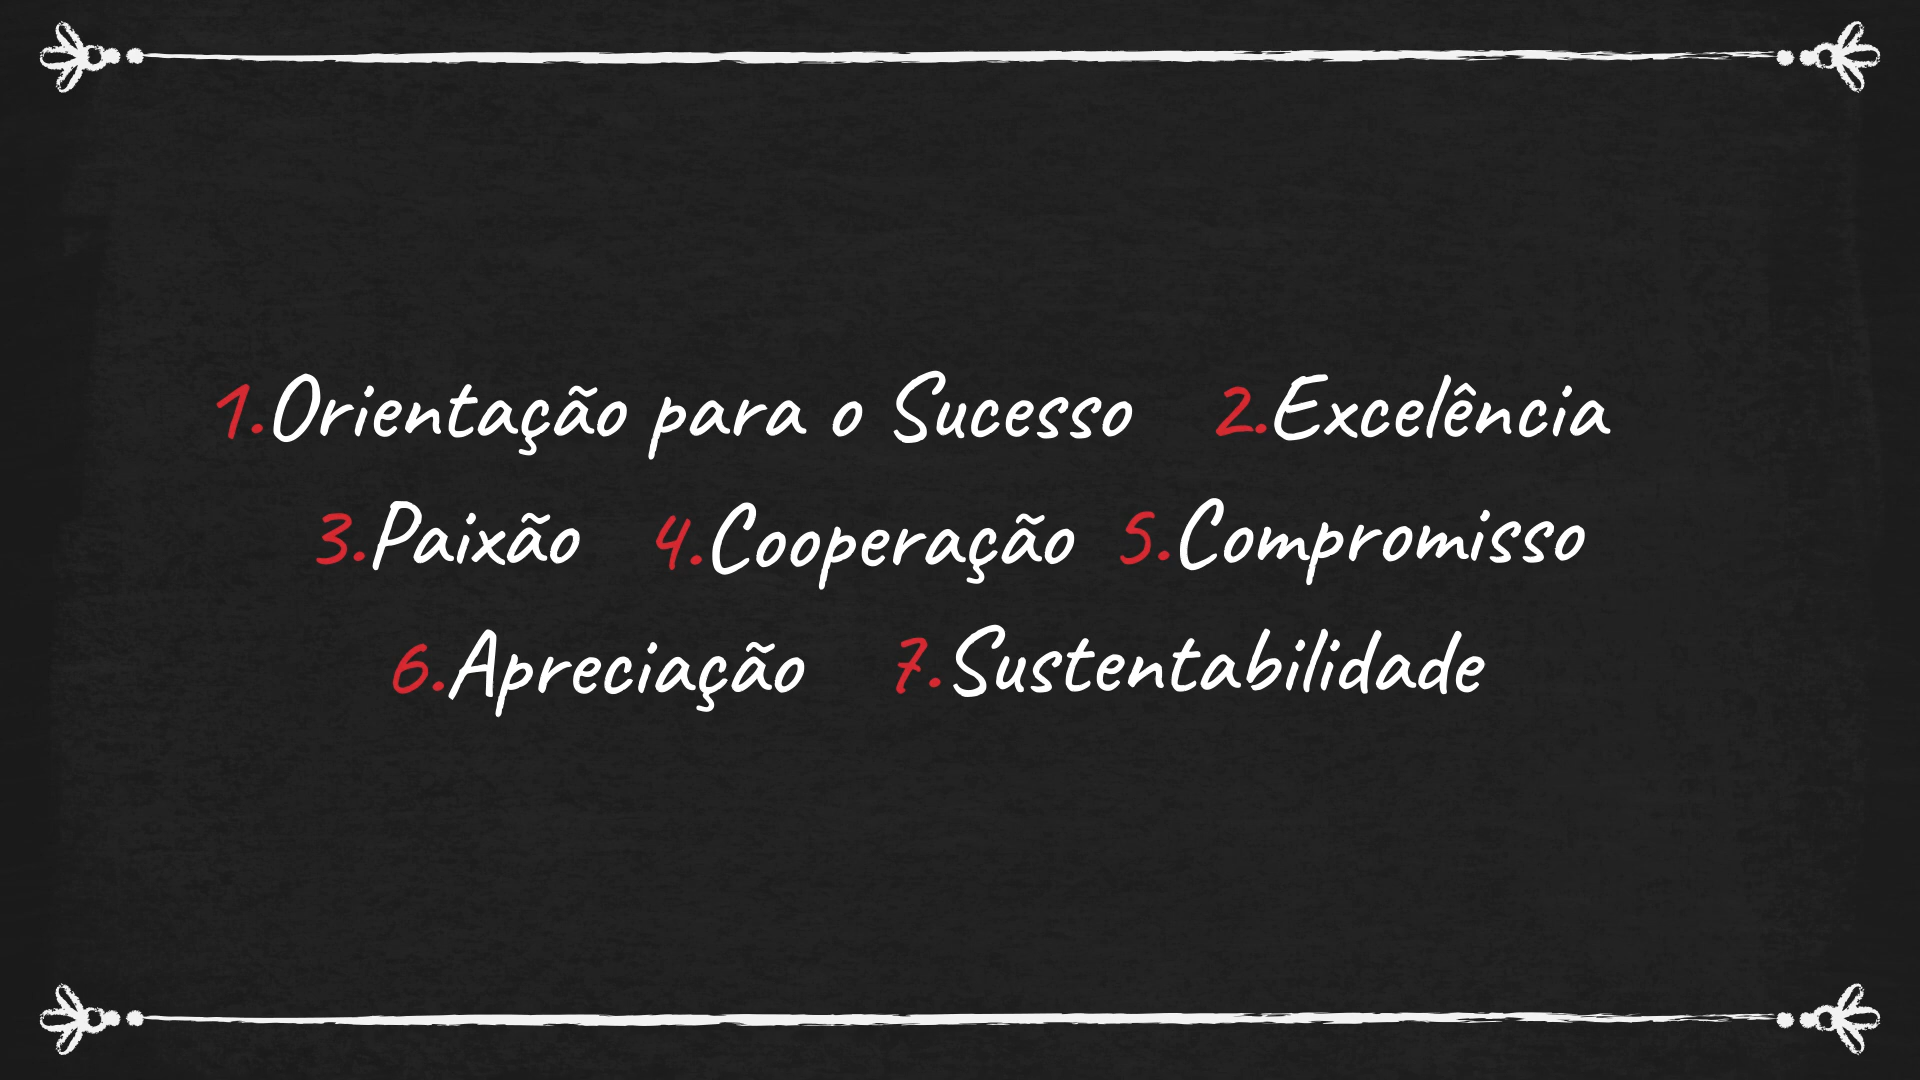 1.Orientação para o Sucesso 2.Excelência
3.Paixão 4.Cooperação 5.Compromisso
6.Apreciação 7.Sustentabilidade